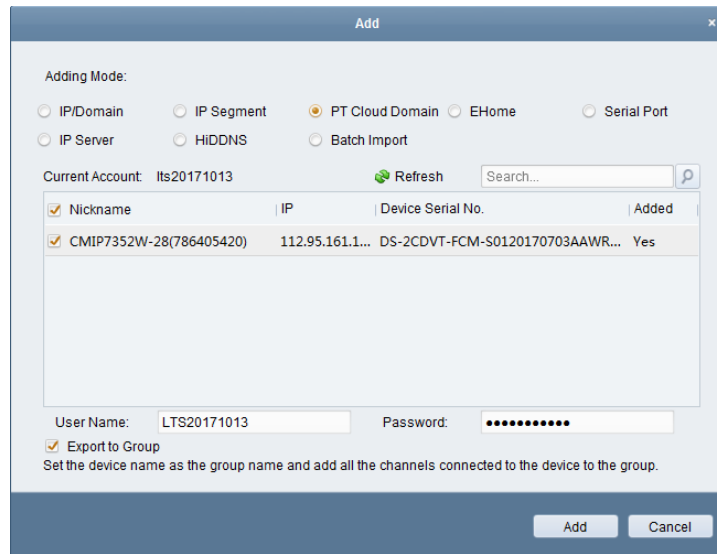 Add
×
Adding Mode:
IP/Domain IP Segment PT Cloud Domain EHome Serial Port
IP Server HiDDNS Batch Import
Current Account: lts20171013 Refresh Search...
Nickname IP Device Serial No. Added
CMIP7352W-28(786405420) 112.95.161.1... DS-2CDVT-FCM-S0120170703AAWR... Yes
User Name: LTS20171013 Password: ●●●●●●●●●●●
Export to Group
Set the device name as the group name and add all the channels connected to the device to the group.
Add Cancel